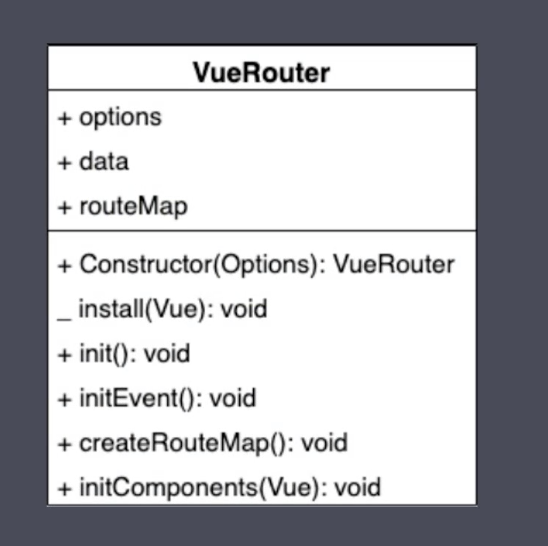 VueRouter
+ options
+ data
+ routeMap
+ Constructor(Options): VueRouter
_ install(Vue): void
+ init(): void
+ initEvent(): void
+ createRouteMap(): void
+ initComponents(Vue): void